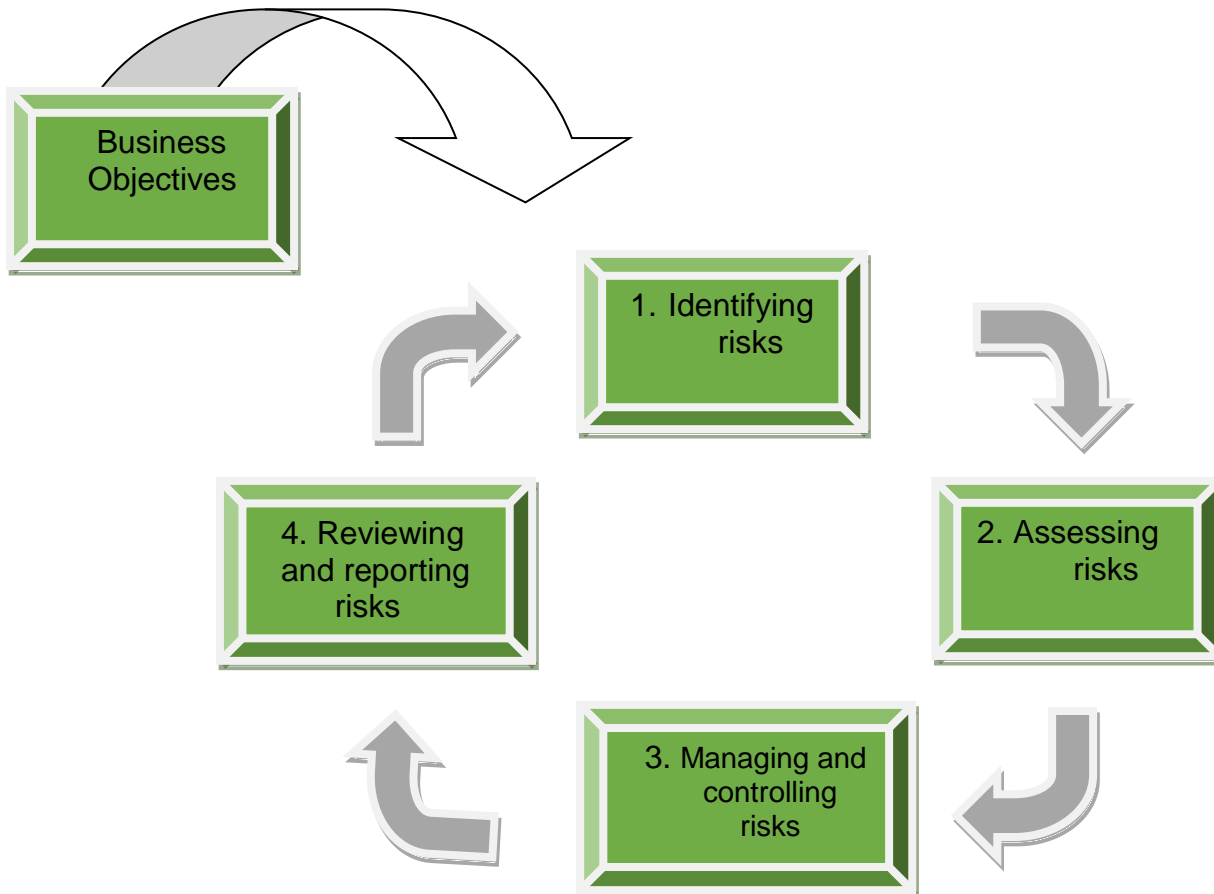 Business
Objectives
1. Identifying
risks
2. Assessing
risks
3. Managing and
controlling
risks
4. Reviewing
and reporting
risks